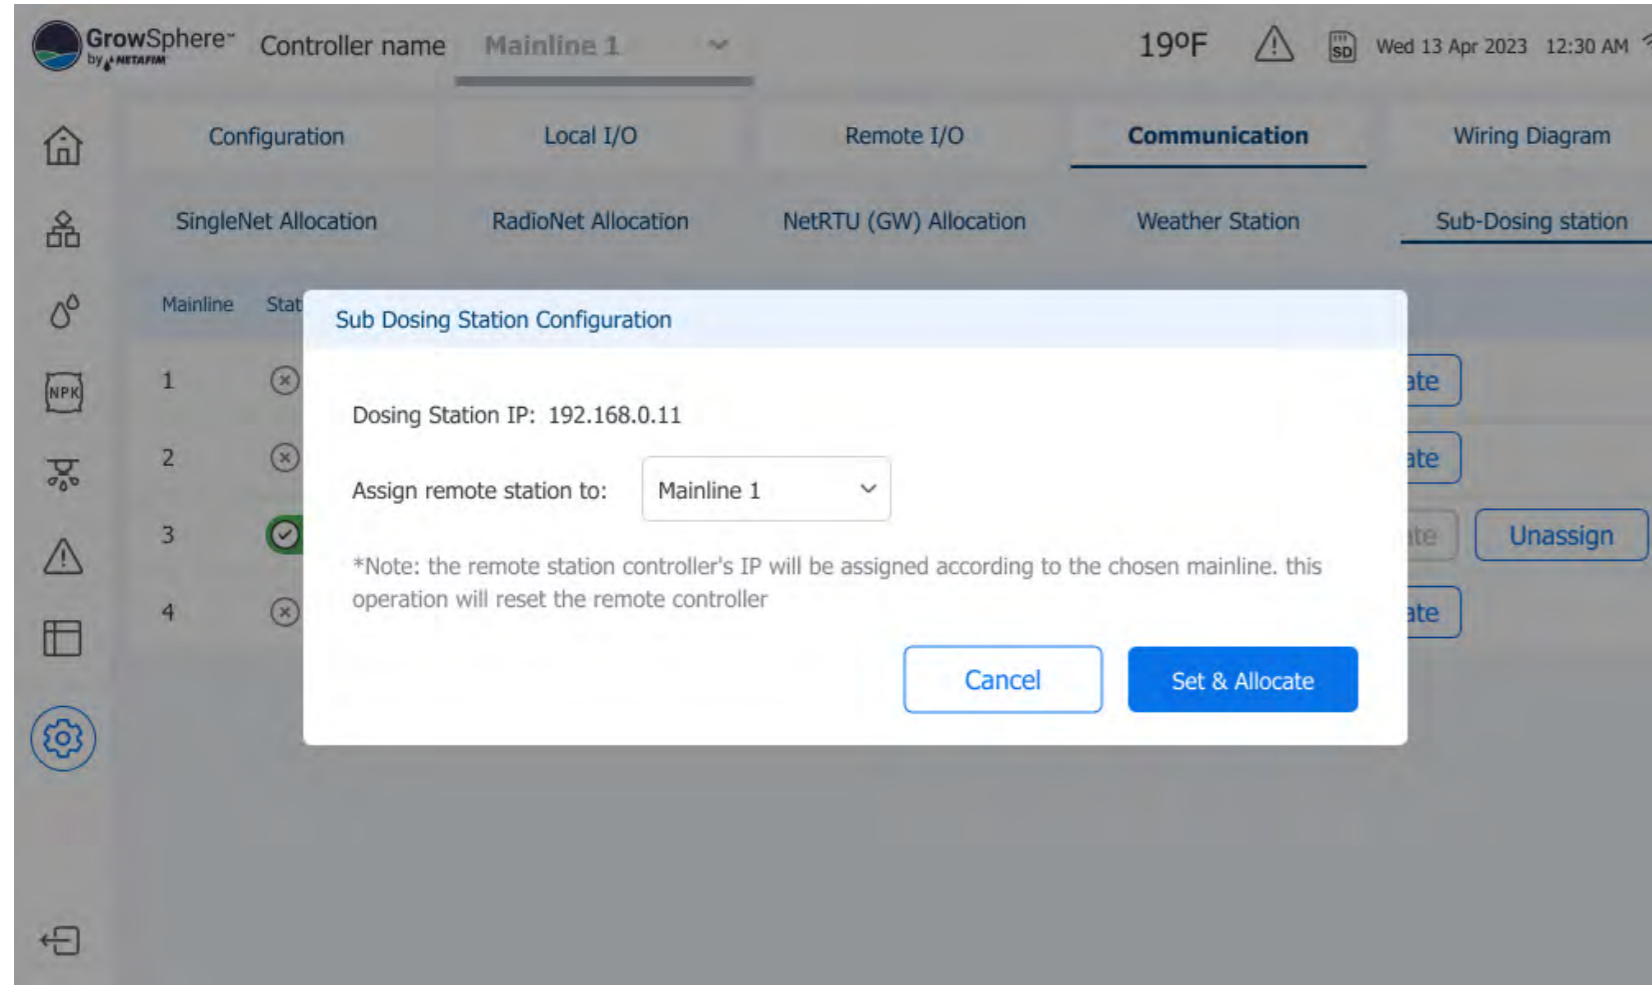 GrowSphere™
by NETAFIM™
Controller name
Mainline 1
19ºF
SD
Wed 13 Apr 2023 12:30 AM
Configuration
Local I/O
Remote I/O
Communication
Wiring Diagram
SingleNet Allocation
RadioNet Allocation
NetRTU (GW) Allocation
Weather Station
Sub-Dosing station
NPK
Mainline Stat
1 ate
2 ate
3 te Unassign
4 ate
Sub Dosing Station Configuration
Dosing Station IP: 192.168.0.11
Assign remote station to: Mainline 1
*Note: the remote station controller's IP will be assigned according to the chosen mainline. this
operation will reset the remote controller
Cancel
Set & Allocate